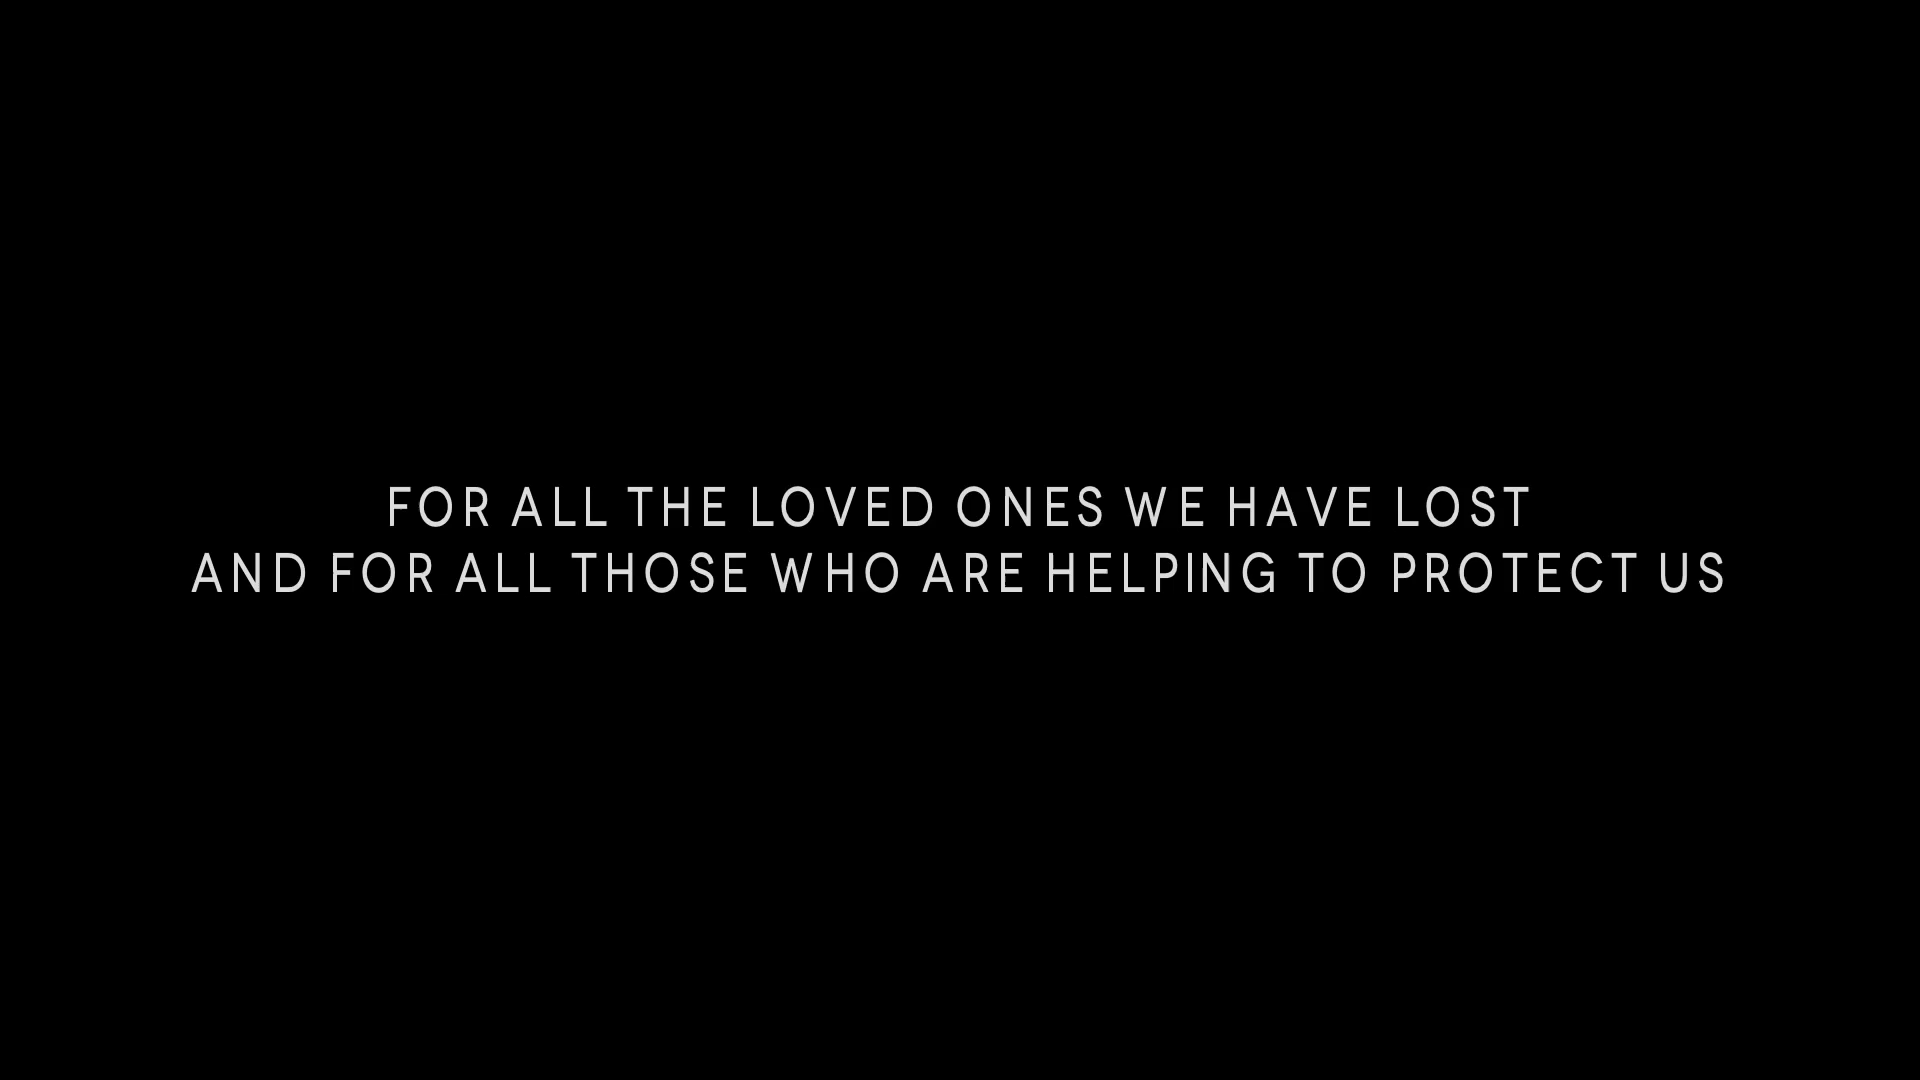 FOR ALL THE LOVED ONES WE HAVE LOST
AND FOR ALL THOSE WHO ARE HELPING TO PROTECT US